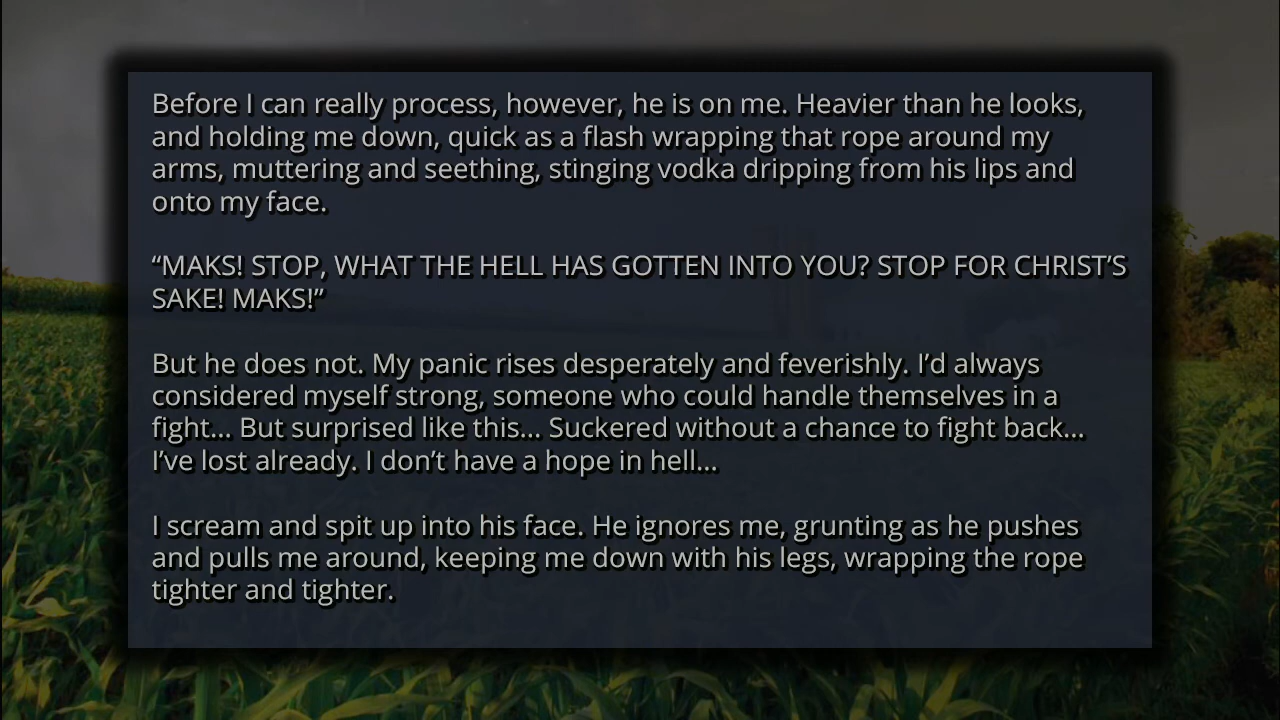 Before I can really process, however, he is on me. Heavier than he looks,
and holding me down, quick as a flash wrapping that rope around my
arms, muttering and seething, stinging vodka dripping from his lips and
onto my face.
“MAKS! STOP, WHAT THE HELL HAS GOTTEN INTO YOU? STOP FOR CHRIST’S
SAKE! MAKS!”
But he does not. My panic rises desperately and feverishly. I’d always
considered myself strong, someone who could handle themselves in a
fight... But surprised like this... Suckered without a chance to fight back...
I’ve lost already. I don’t have a hope in hell...
I scream and spit up into his face. He ignores me, grunting as he pushes
and pulls me around, keeping me down with his legs, wrapping the rope
tighter and tighter.